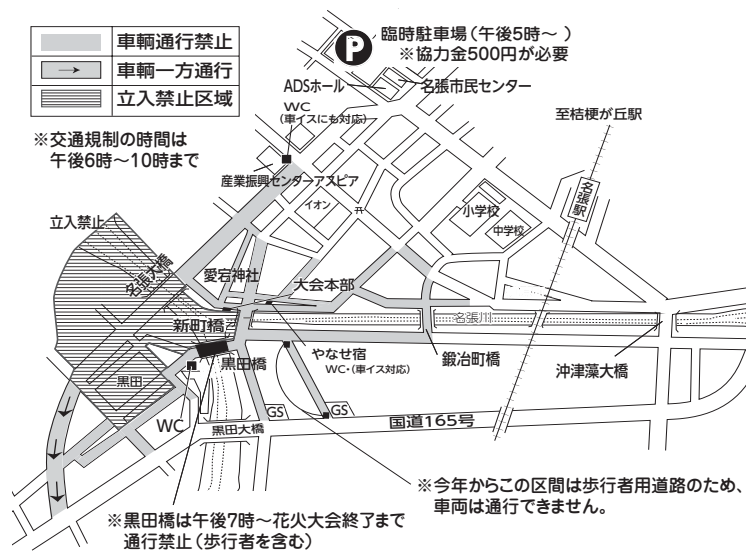 車輌通行禁止
車輌一方通行
立入禁止区域
※交通規制の時間は
午後6時～10時まで
P
臨時駐車場(午後5時～ )
※協力金500円が必要
ADSホール
名張市民センター
WC
(車イスにも対応)
至桔梗が丘駅
産業振興センターアスピア
イオン
小学校
中学校
名張駅
立入禁止
名張大橋
愛宕神社
大会本部
新町橋
名張川
黒田橋
やなせ宿
WC・(車イス対応)
鍛冶町橋
沖津藻大橋
黒田
WC
GS
GS
国道165号
黒田大橋
※今年からこの区間は歩行者用道路のため、
車両は通行できません。
※黒田橋は午後7時～花火大会終了まで
通行禁止(歩行者を含む)